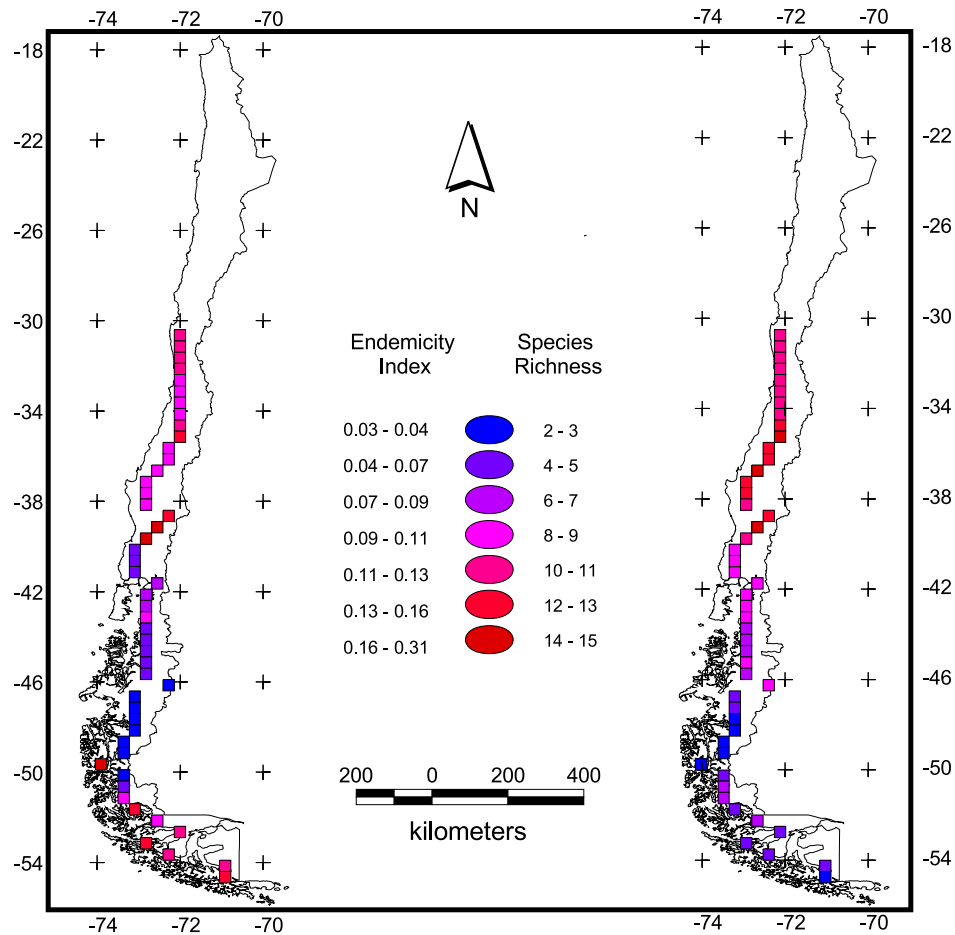 -74 -72 -70 -74 -72 -70
-18 -18
-22 -22
N
-26 -26
-30 -30
Endemicity Species
Index Richness
-34 -34
0.03 - 0.04 2 - 3
0.04 - 0.07 4 - 5
0.07 - 0.09 6 - 7
-38 -38
0.09 - 0.11 8 - 9
0.11 - 0.13 10 - 11
-42 -42
0.13 - 0.16 12 - 13
0.16 - 0.31 14 - 15
-46 -46
-50 -50
200 0 200 400
kilometers
-54 -54
-74 -72 -70 -74 -72 -70